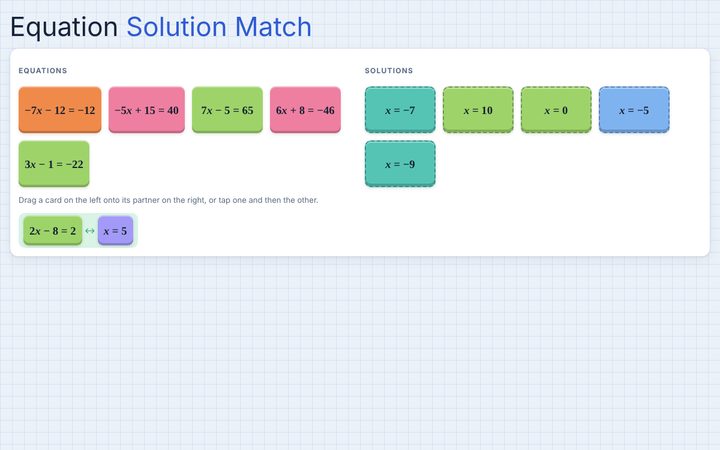 Equation Solution Match
EQUATIONS
−7x − 12 = −12
−5x + 15 = 40
7x − 5 = 65
6x + 8 = −46
3x − 1 = −22
SOLUTIONS
x = −7
x = 10
x = 0
x = −5
x = −9
Drag a card on the left onto its partner on the right, or tap one and then the other.
2x − 8 = 2 ↔ x = 5